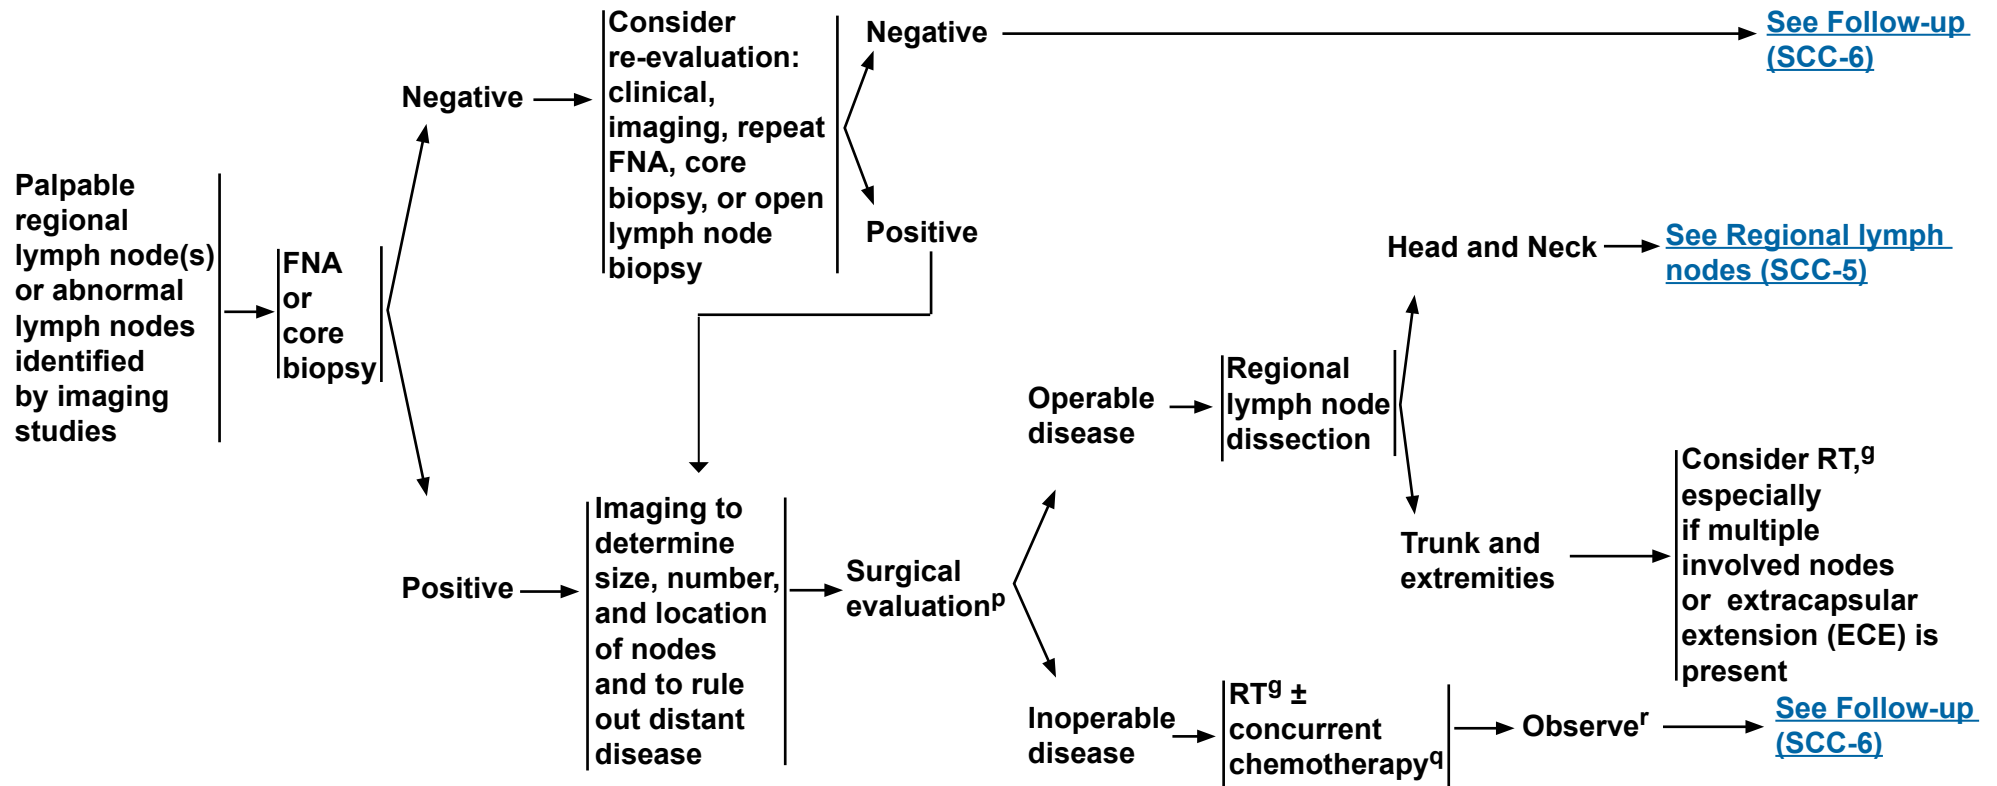 Palpable
regional
lymph node(s)
or abnormal
lymph nodes
identified
by imaging
studies
FNA
or
core
biopsy
Negative
Consider
re-evaluation:
clinical,
imaging, repeat
FNA, core
biopsy, or open
lymph node
biopsy
Negative
See Follow-up
(SCC-6)
Positive
Positive
Imaging to
determine
size, number,
and location
of nodes
and to rule
out distant
disease
Surgical
evaluationᵖ
Operable
disease
Regional
lymph node
dissection
Head and Neck
See Regional lymph
nodes (SCC-5)
Trunk and
extremities
Consider RT,ᵍ
especially
if multiple
involved nodes
or extracapsular
extension (ECE) is
present
Inoperable
disease
RTᵍ ±
concurrent
chemotherapy^q
Observeʳ
See Follow-up
(SCC-6)